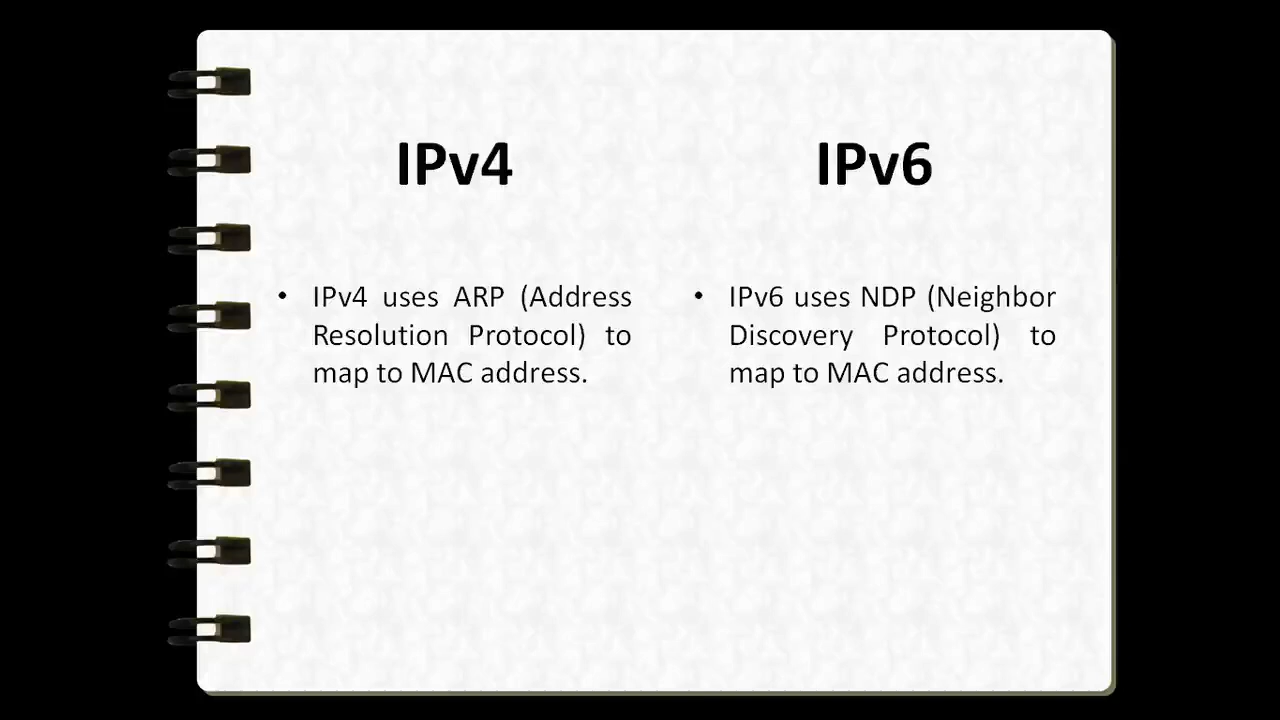 IPv4
IPv6
• IPv4 uses ARP (Address
Resolution Protocol) to
map to MAC address.
• IPv6 uses NDP (Neighbor
Discovery Protocol) to
map to MAC address.